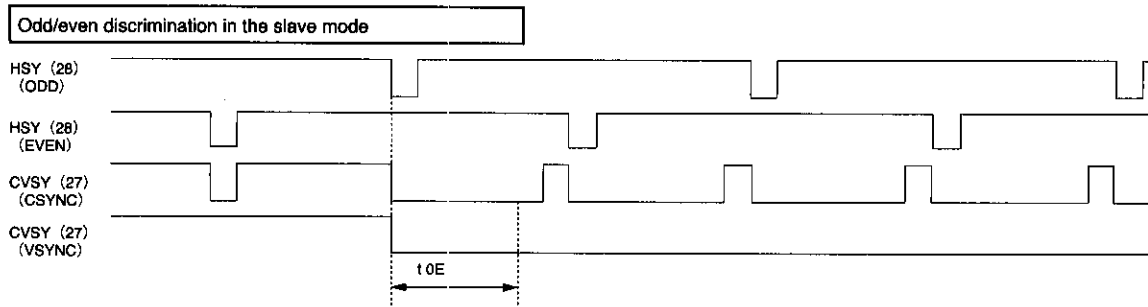 Odd/even discrimination in the slave mode
HSY (28)
(ODD)
HSY (28)
(EVEN)
CVSY (27)
(CSYNC)
CVSY (27)
(VSYNC)
t 0E